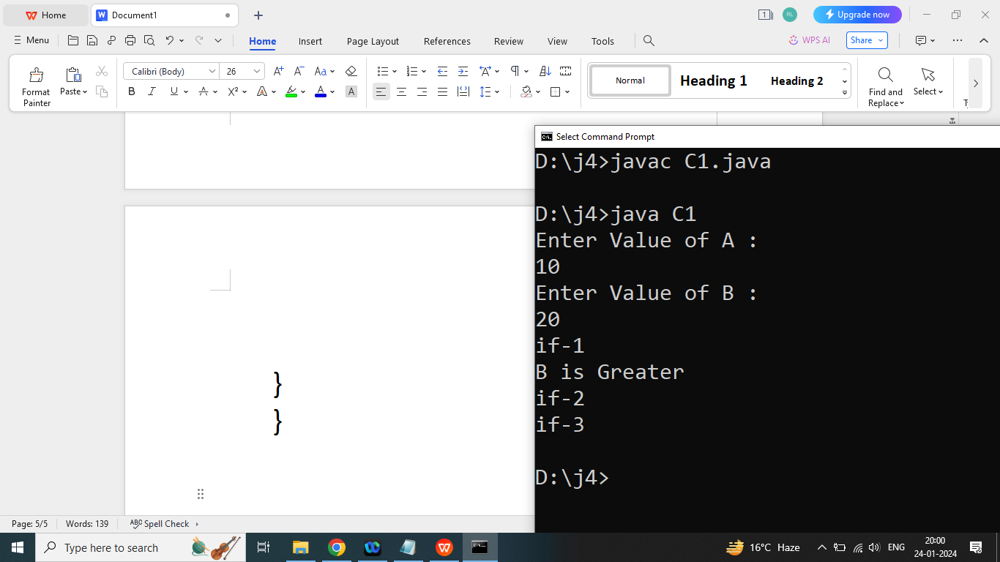 Home
Document1
1
RL
Upgrade now
Menu
Home
Insert
Page Layout
References
Review
View
Tools
WPS AI
Share
Format
Painter
Paste
Calibri (Body)
26
Normal
Heading 1
Heading 2
Find and
Replace
Select
}
}
Select Command Prompt
D:\j4>javac C1.java
D:\j4>java C1
Enter Value of A :
10
Enter Value of B :
20
if-1
B is Greater
if-2
if-3
D:\j4>
Page: 5/5
Words: 139
Spell Check
Type here to search
16°C Haze
ENG
20:00
24-01-2024